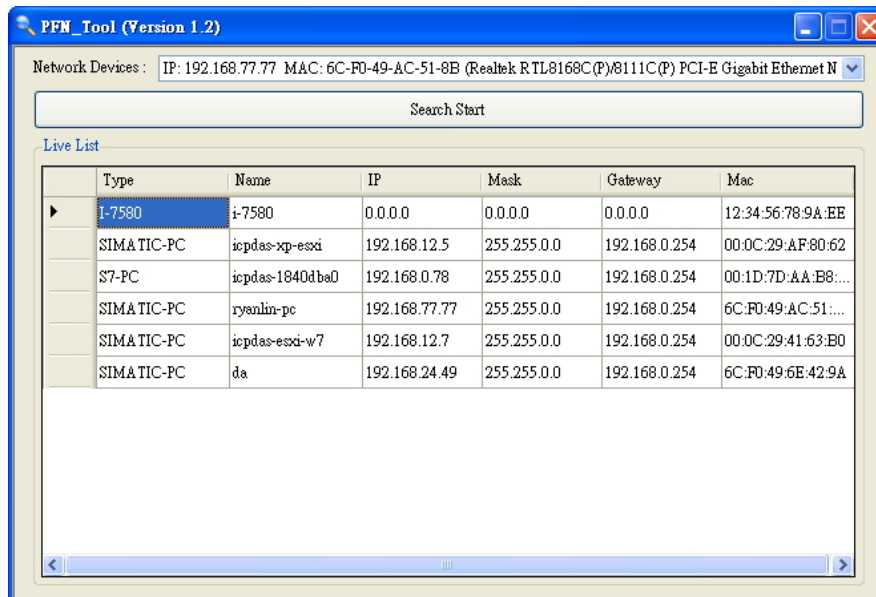 PFN_Tool (Version 1.2)
Network Devices : IP: 192.168.77.77 MAC: 6C-F0-49-AC-51-8B (Realtek RTL8168C(P)/8111C(P) PCI-E Gigabit Ethernet N
Search Start
Live List
Type Name IP Mask Gateway Mac
I-7580 i-7580 0.0.0.0 0.0.0.0 0.0.0.0 12:34:56:78:9A:EE
SIMATIC-PC icpdas-xp-esxi 192.168.12.5 255.255.0.0 192.168.0.254 00:0C:29:AF:80:62
S7-PC icpdas-1840dba0 192.168.0.78 255.255.0.0 192.168.0.254 00:1D:7D:AA:B8:...
SIMATIC-PC ryanlin-pc 192.168.77.77 255.255.0.0 192.168.0.254 6C:F0:49:AC:51:...
SIMATIC-PC icpdas-esxi-w7 192.168.12.7 255.255.0.0 192.168.0.254 00:0C:29:41:63:B0
SIMATIC-PC da 192.168.24.49 255.255.0.0 192.168.0.254 6C:F0:49:6E:42:9A